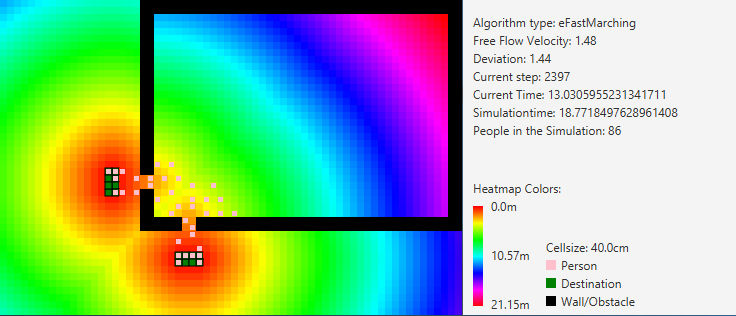 Algorithm type: eFastMarching
Free Flow Velocity: 1.48
Deviation: 1.44
Current step: 2397
Current Time: 13.0305955231341711
Simulationtime: 18.7718497628961408
People in the Simulation: 86
Heatmap Colors:
0.0m
10.57m
21.15m
Cellsize: 40.0cm
Person
Destination
Wall/Obstacle